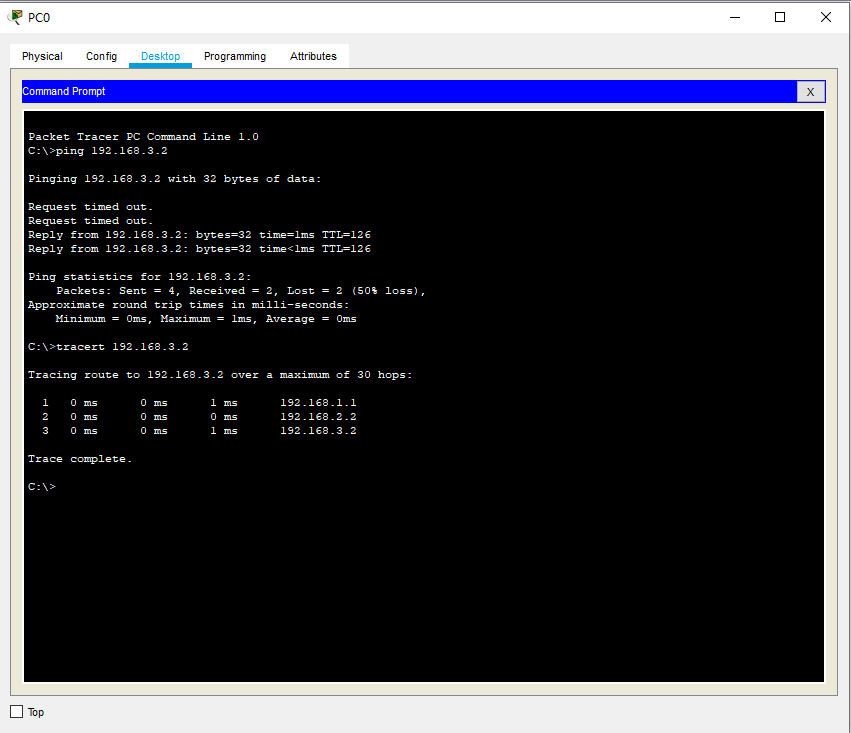 PC0
Physical Config Desktop Programming Attributes
Command Prompt X
Packet Tracer PC Command Line 1.0
C:\>ping 192.168.3.2
Pinging 192.168.3.2 with 32 bytes of data:
Request timed out.
Request timed out.
Reply from 192.168.3.2: bytes=32 time=1ms TTL=126
Reply from 192.168.3.2: bytes=32 time<1ms TTL=126
Ping statistics for 192.168.3.2:
    Packets: Sent = 4, Received = 2, Lost = 2 (50% loss),
Approximate round trip times in milli-seconds:
    Minimum = 0ms, Maximum = 1ms, Average = 0ms
C:\>tracert 192.168.3.2
Tracing route to 192.168.3.2 over a maximum of 30 hops:
  1   0 ms      0 ms      1 ms      192.168.1.1
  2   0 ms      0 ms      0 ms      192.168.2.2
  3   0 ms      0 ms      1 ms      192.168.3.2
Trace complete.
C:\>
Top